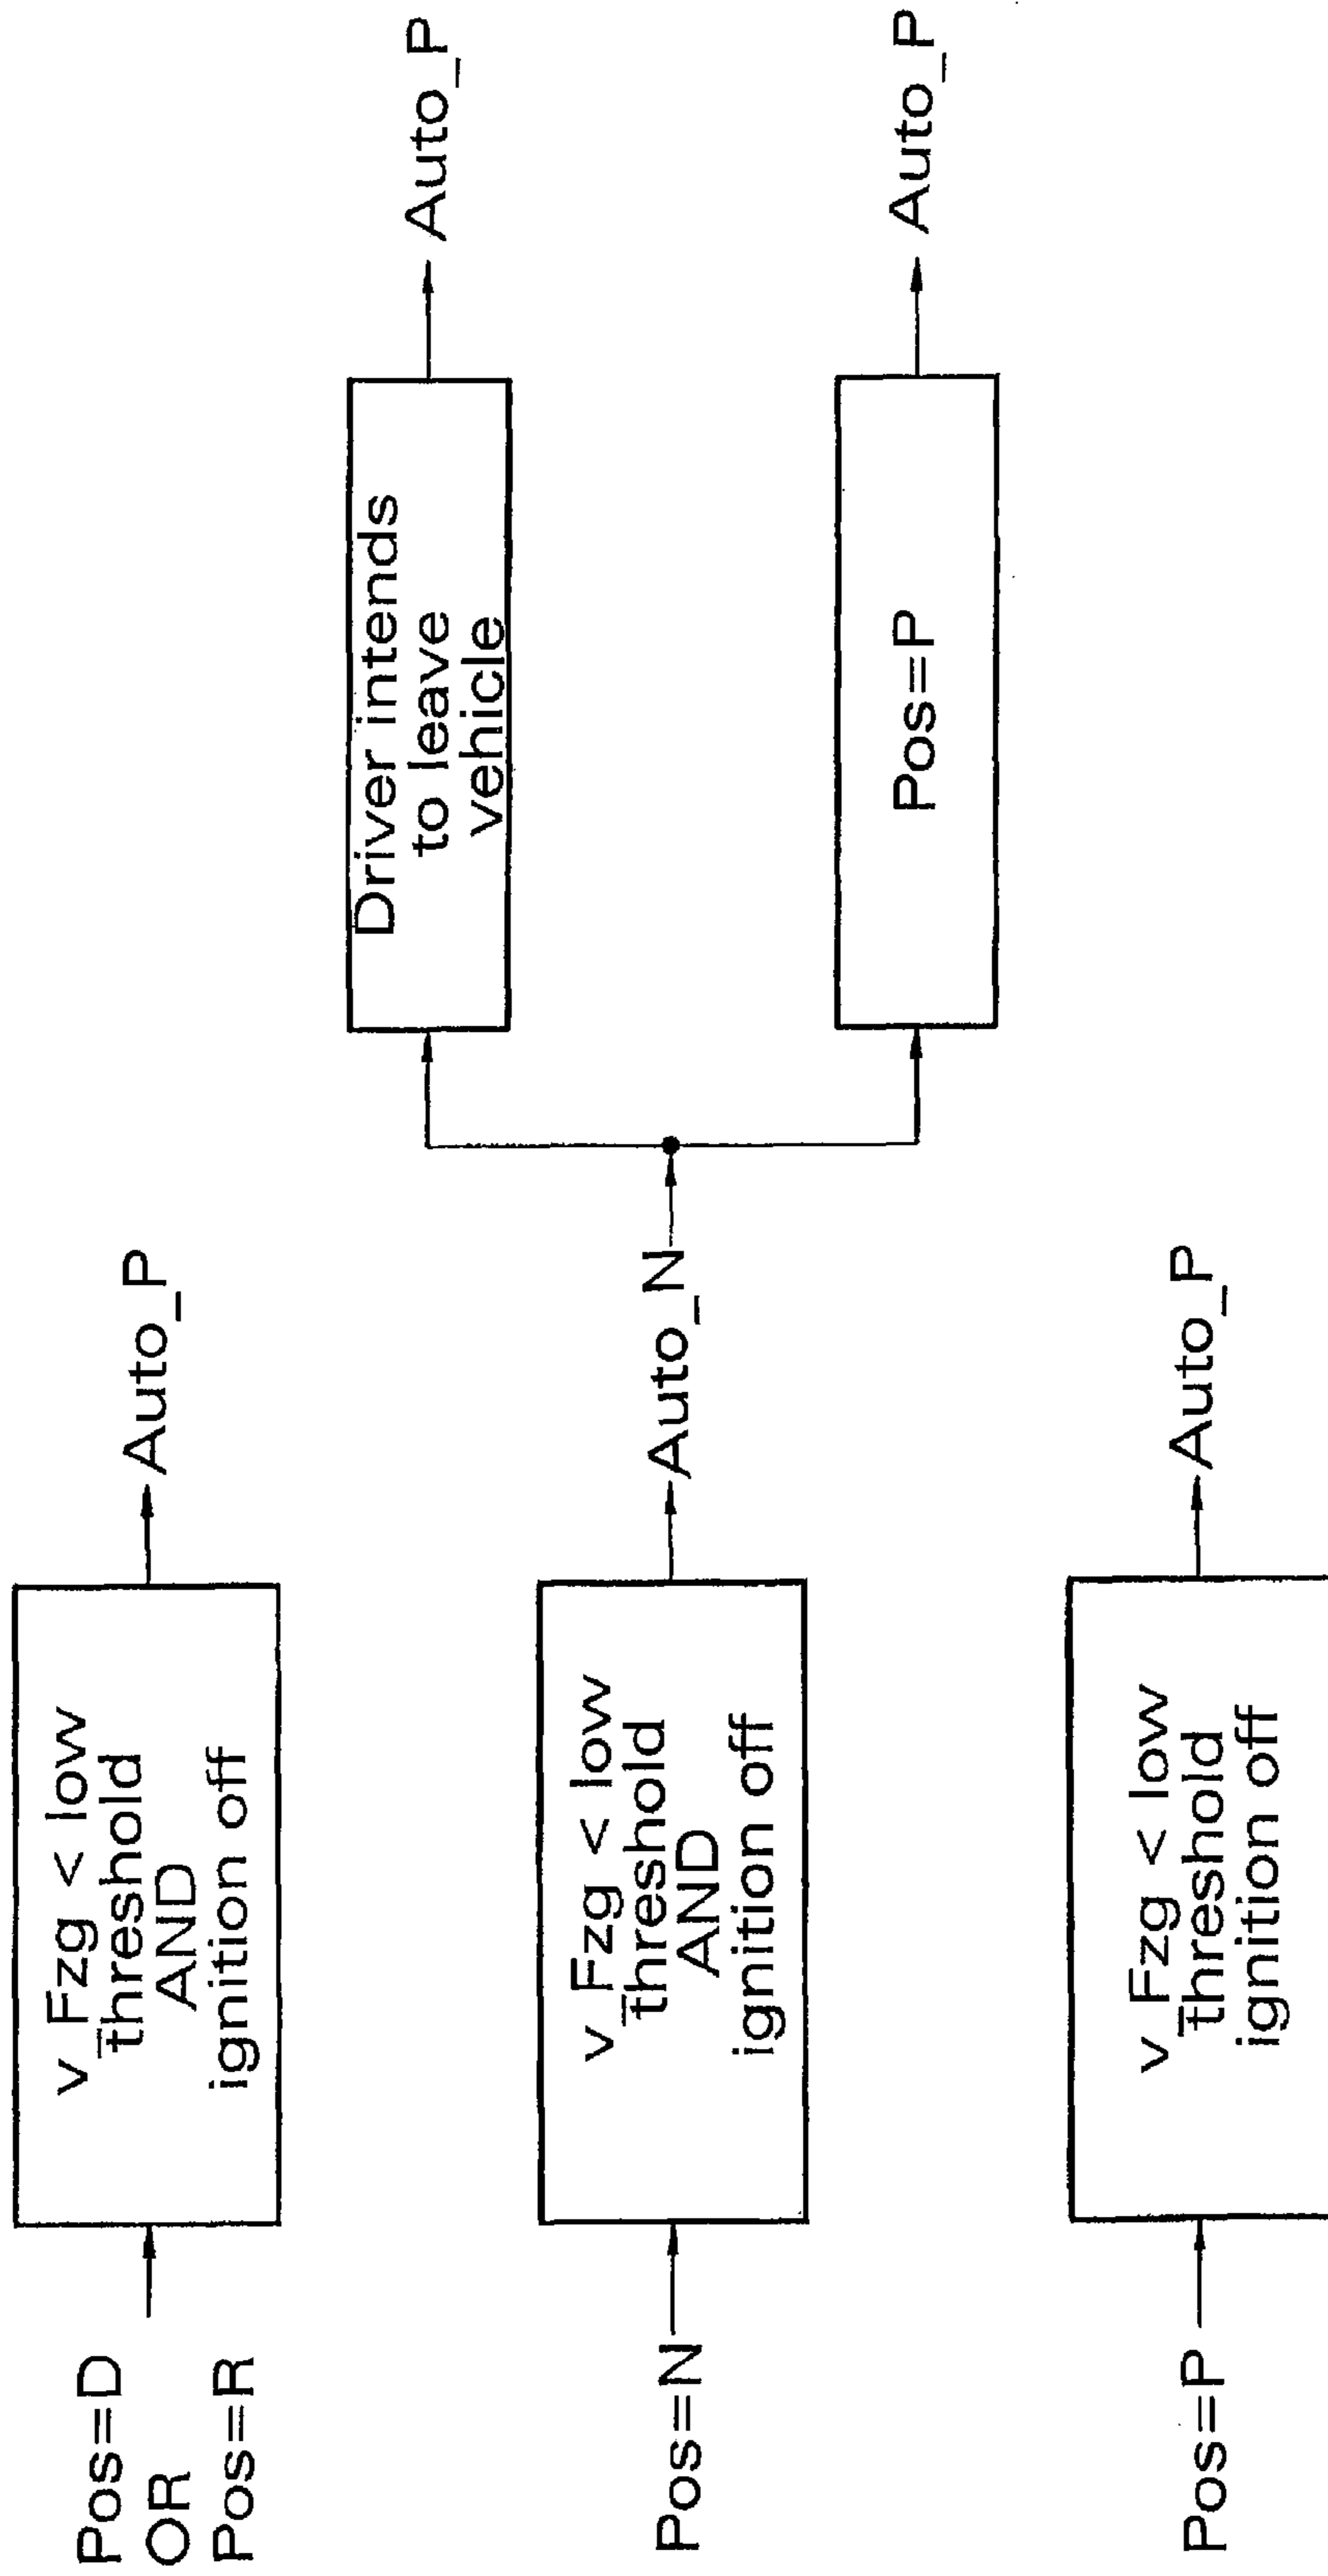 Pos=D
OR
Pos=R
v_Fzg < low
threshold
AND
ignition off
Auto_P
Pos=N
v_Fzg < low
threshold
AND
ignition off
Auto_N
Driver intends
to leave
vehicle
Auto_P
Pos=P
Auto_P
Pos=P
v_Fzg < low
threshold
ignition off
Auto_P